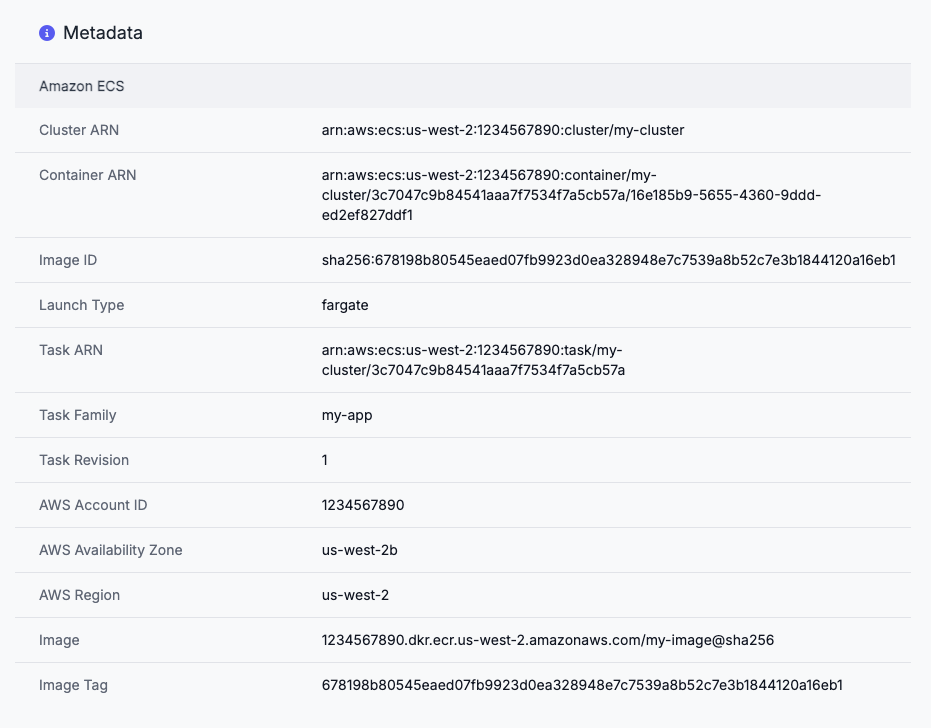 Metadata
Amazon ECS
Cluster ARN
arn:aws:ecs:us-west-2:1234567890:cluster/my-cluster
Container ARN
arn:aws:ecs:us-west-2:1234567890:container/my-
cluster/3c7047c9b84541aaa7f7534f7a5cb57a/16e185b9-5655-4360-9ddd-
ed2ef827ddf1
Image ID
sha256:678198b80545eaed07fb9923d0ea328948e7c7539a8b52c7e3b1844120a16eb1
Launch Type
fargate
Task ARN
arn:aws:ecs:us-west-2:1234567890:task/my-
cluster/3c7047c9b84541aaa7f7534f7a5cb57a
Task Family
my-app
Task Revision
1
AWS Account ID
1234567890
AWS Availability Zone
us-west-2b
AWS Region
us-west-2
Image
1234567890.dkr.ecr.us-west-2.amazonaws.com/my-image@sha256
Image Tag
678198b80545eaed07fb9923d0ea328948e7c7539a8b52c7e3b1844120a16eb1